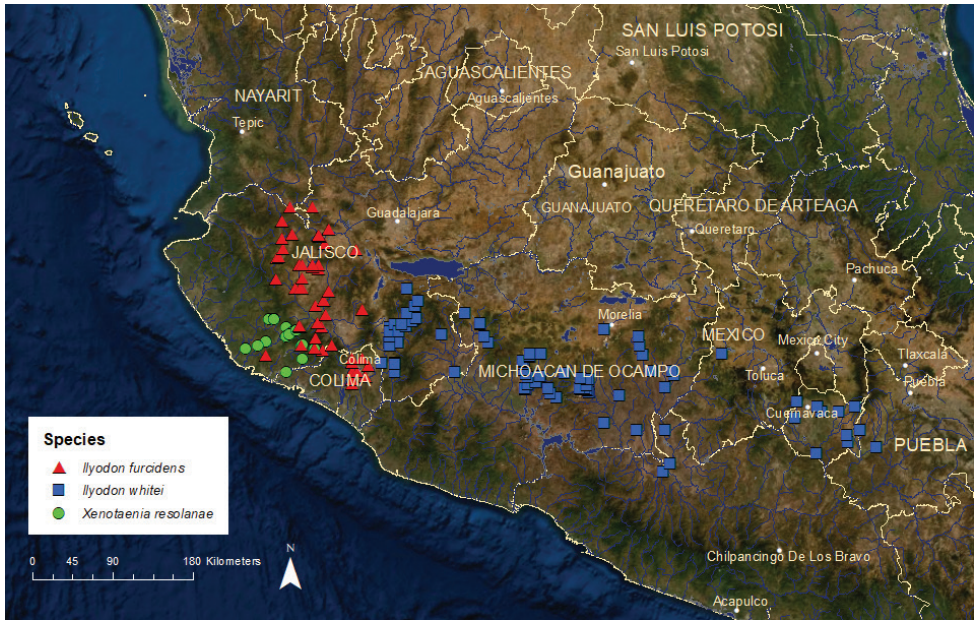 SAN LUIS POTOSI
San Luis Potosi
AGUASCALIENTES
Aguascalientes
NAYARIT
Tepic
Guanajuato
GUANAJUATO
QUERETARO DE ARTEAGA
Guadalajara
Queretaro
JALISCO
Pachuca
Morelia
MEXICO
Mexico City
Tlaxcala
Colima
COLIMA
MICHOACAN DE OCAMPO
Toluca
Puebla
Cuernavaca
PUEBLA
Species
Ilyodon furcidens
Ilyodon whitei
Xenotaenia resolanae
0 45 90 180 Kilometers
N
Chilpancingo De Los Bravo
Acapulco